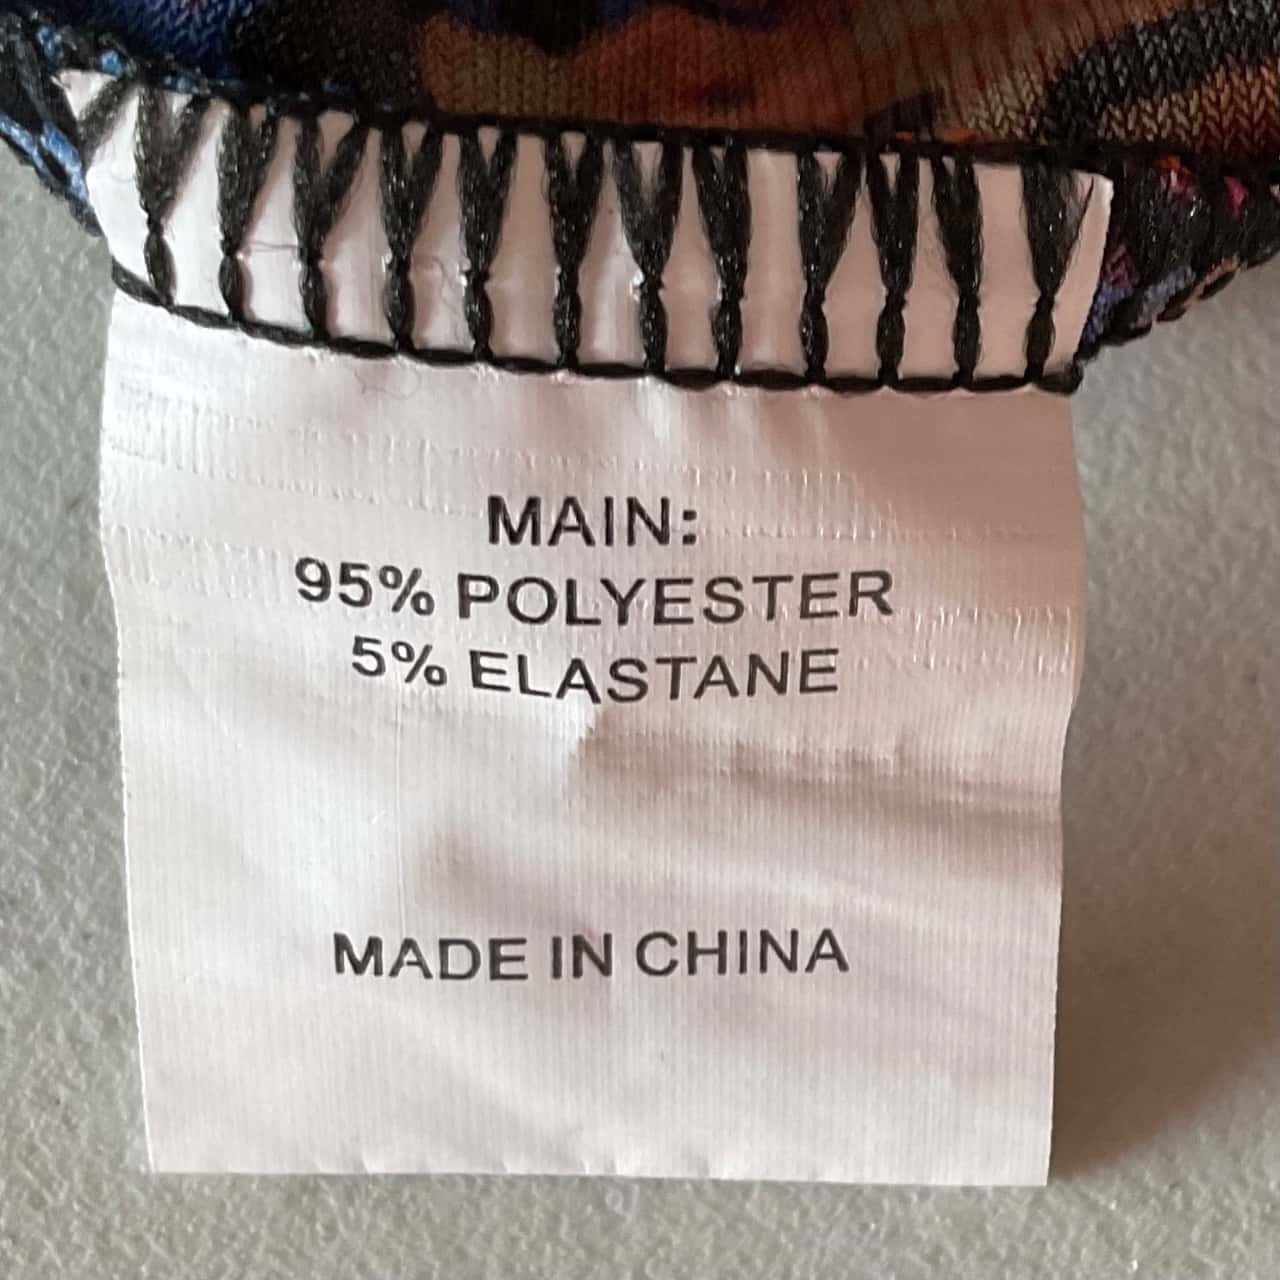 MAIN:
95% POLYESTER
5% ELASTANE
MADE IN CHINA